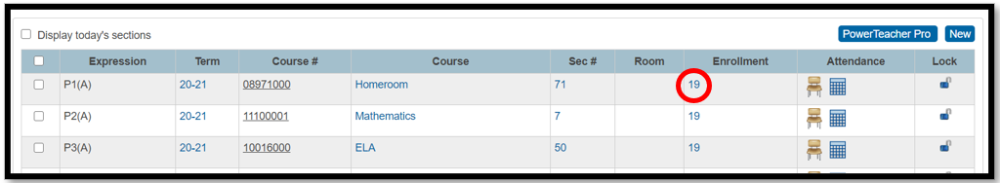 Display today's sections PowerTeacher Pro New
Expression Term Course # Course Sec # Room Enrollment Attendance Lock
P1(A) 20-21 08971000 Homeroom 71 19
P2(A) 20-21 11100001 Mathematics 7 19
P3(A) 20-21 10016000 ELA 50 19